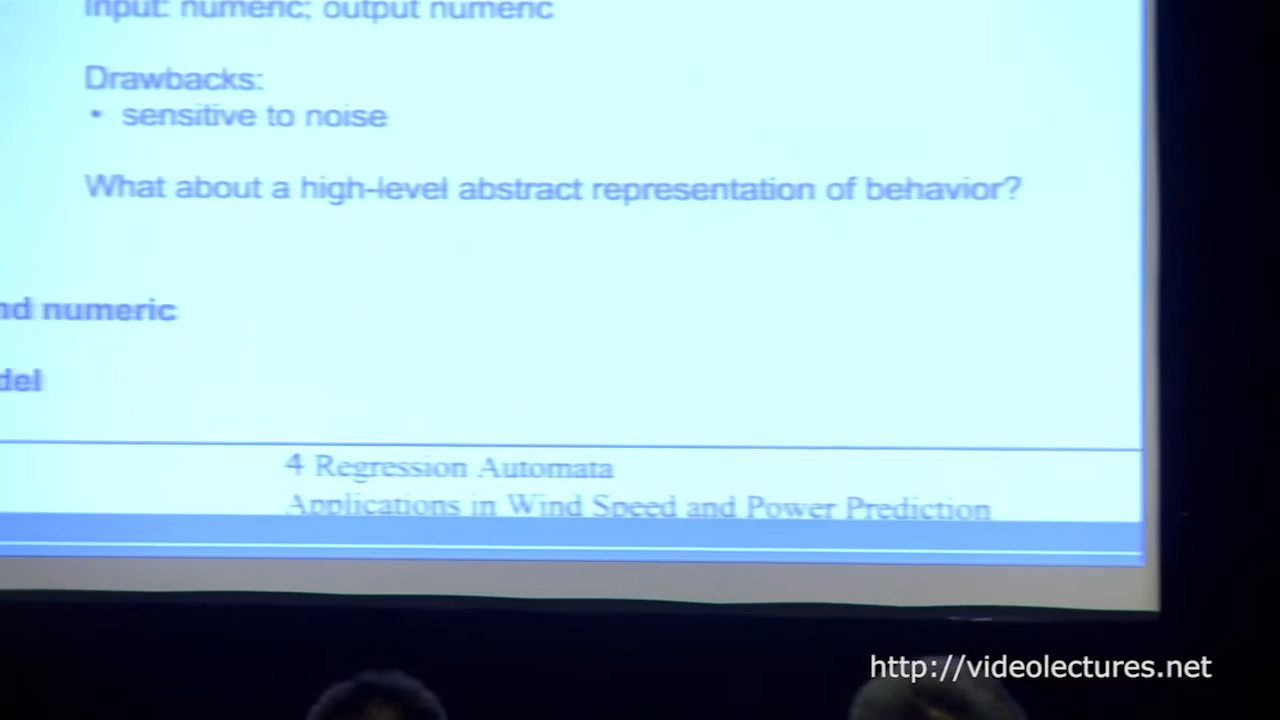 Input: numeric; output numeric
Drawbacks:
• sensitive to noise
What about a high-level abstract representation of behavior?
nd numeric
del
4 Regression Automata
Applications in Wind Speed and Power Prediction
http://videolectures.net